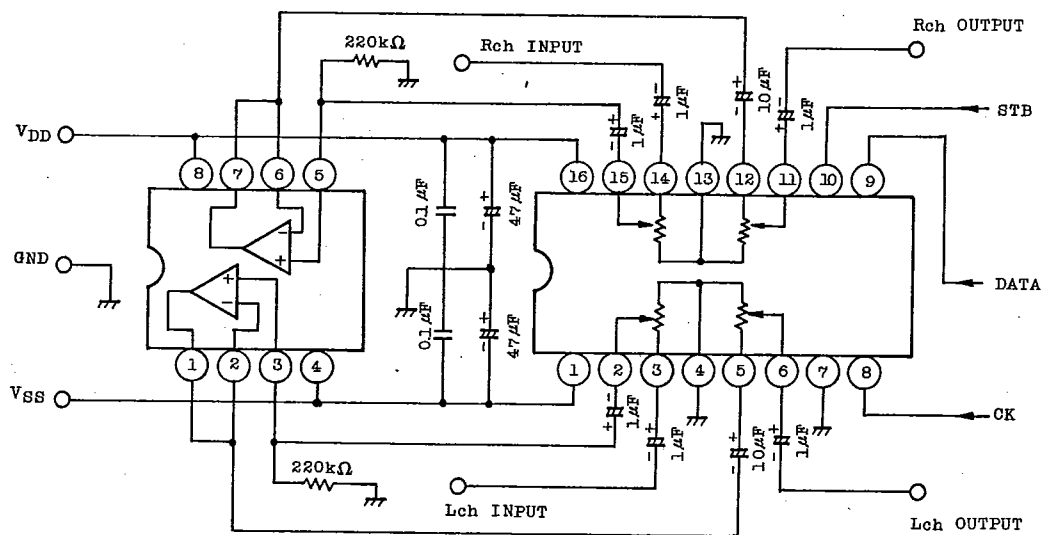 Rch OUTPUT
220kΩ
Rch INPUT
1μF
1μF
10μF
1μF
STB
VDD
8
7
6
5
16
15
14
13
12
11
10
9
-
+
0.1μF
47μF
GND
DATA
+
-
0.1μF
47μF
1
2
3
4
1
2
3
4
5
6
7
8
VSS
1μF
1μF
10μF
1μF
CK
220kΩ
Lch INPUT
Lch OUTPUT